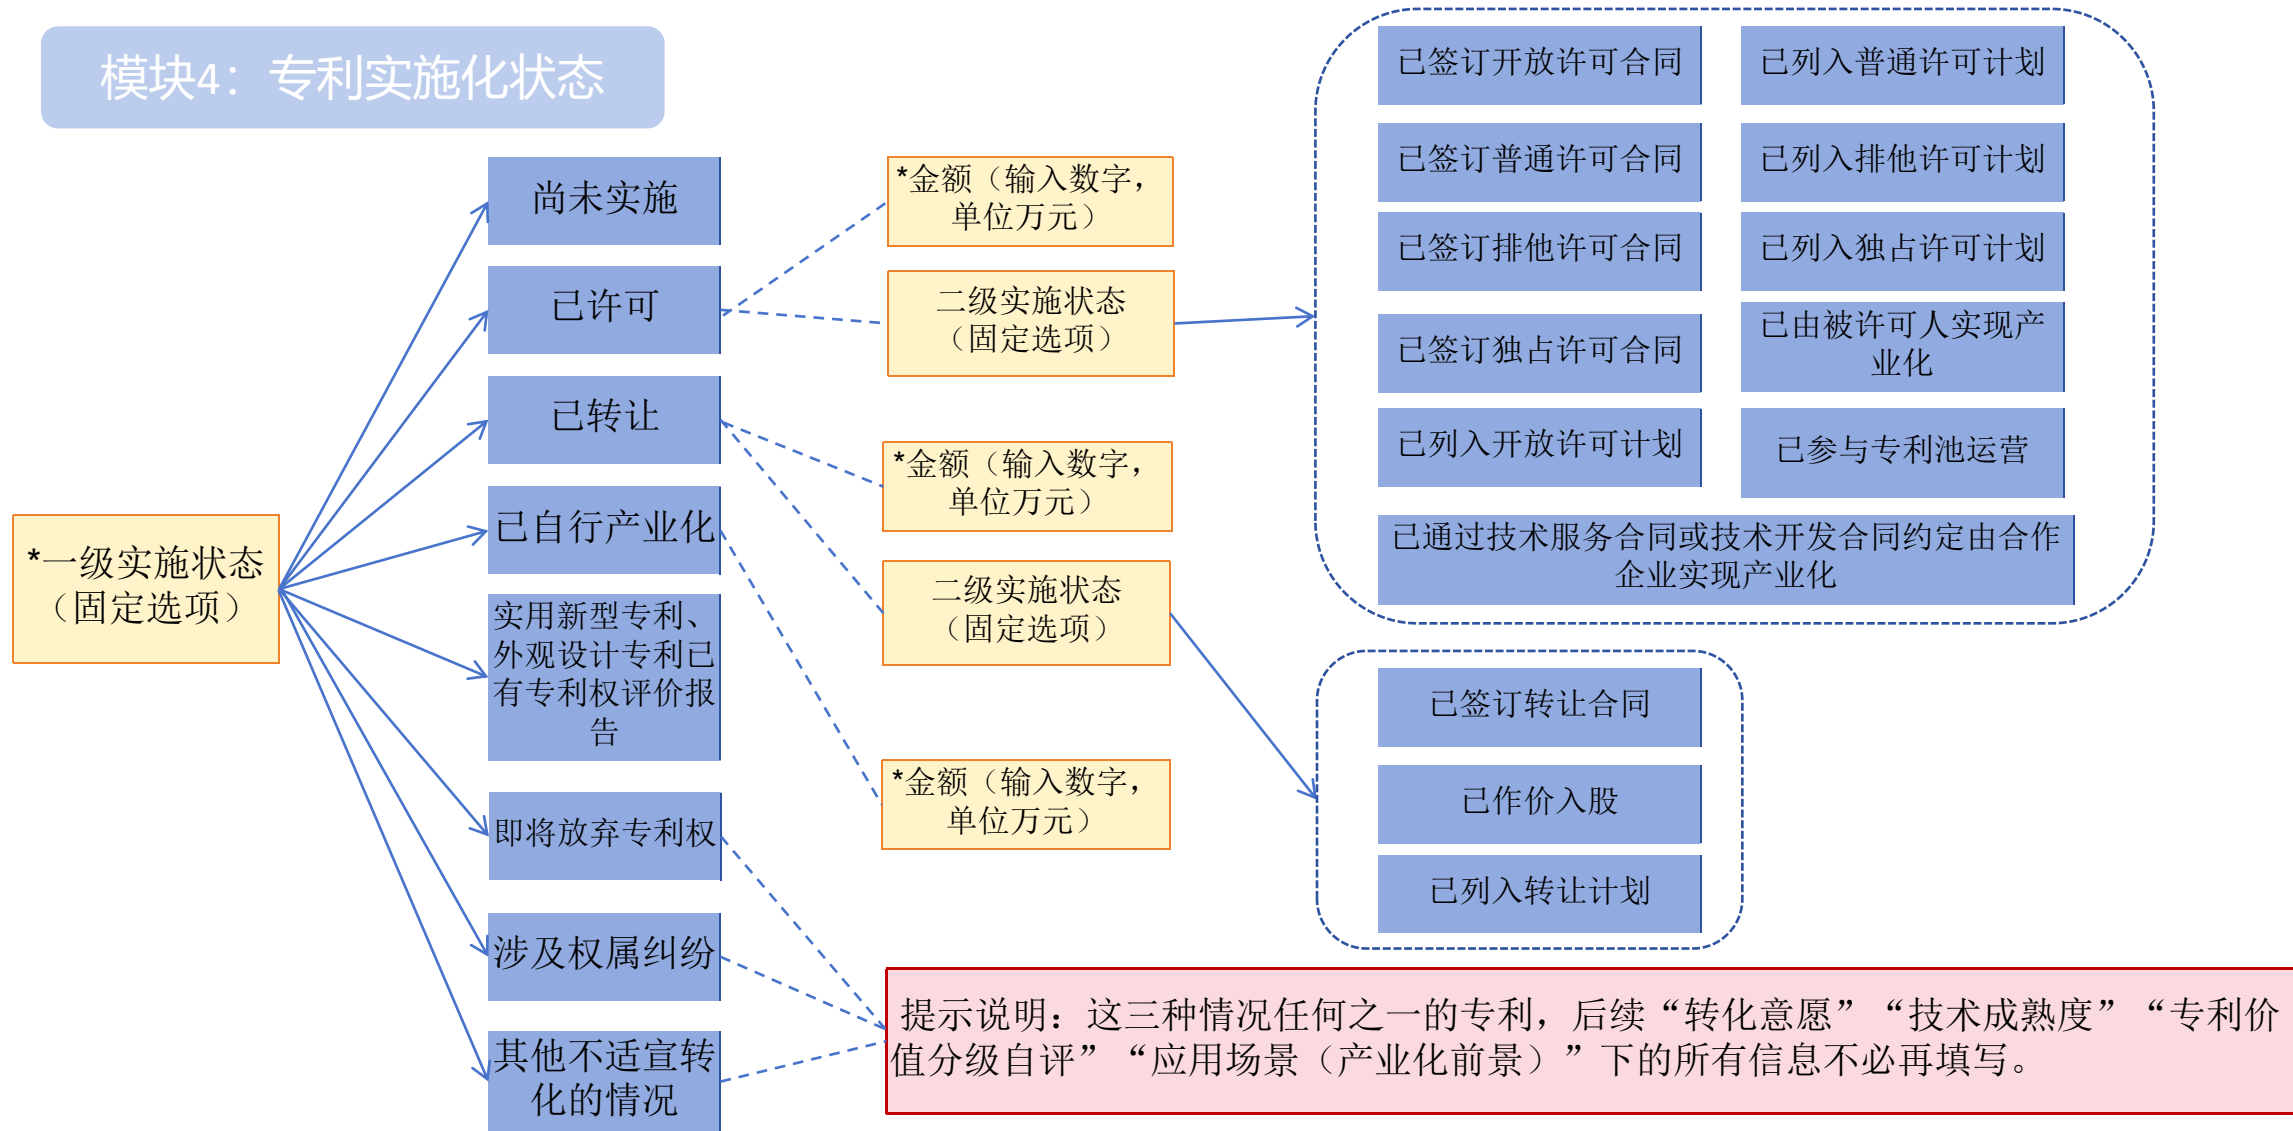 模块4：专利实施化状态
*一级实施状态
（固定选项）
尚未实施
已许可
已转让
已自行产业化
实用新型专利、
外观设计专利已
有专利权评价报
告
即将放弃专利权
涉及权属纠纷
其他不适宜转
化的情况
*金额（输入数字，
单位万元）
二级实施状态
（固定选项）
*金额（输入数字，
单位万元）
二级实施状态
（固定选项）
*金额（输入数字，
单位万元）
已签订开放许可合同
已列入普通许可计划
已签订普通许可合同
已列入排他许可计划
已签订排他许可合同
已列入独占许可计划
已签订独占许可合同
已由被许可人实现产
业化
已列入开放许可计划
已参与专利池运营
已通过技术服务合同或技术开发合同约定由合作
企业实现产业化
已签订转让合同
已作价入股
已列入转让计划
提示说明：这三种情况任何之一的专利，后续“转化意愿”“技术成熟度”“专利价
值分级自评”“应用场景（产业化前景）”下的所有信息不必再填写。